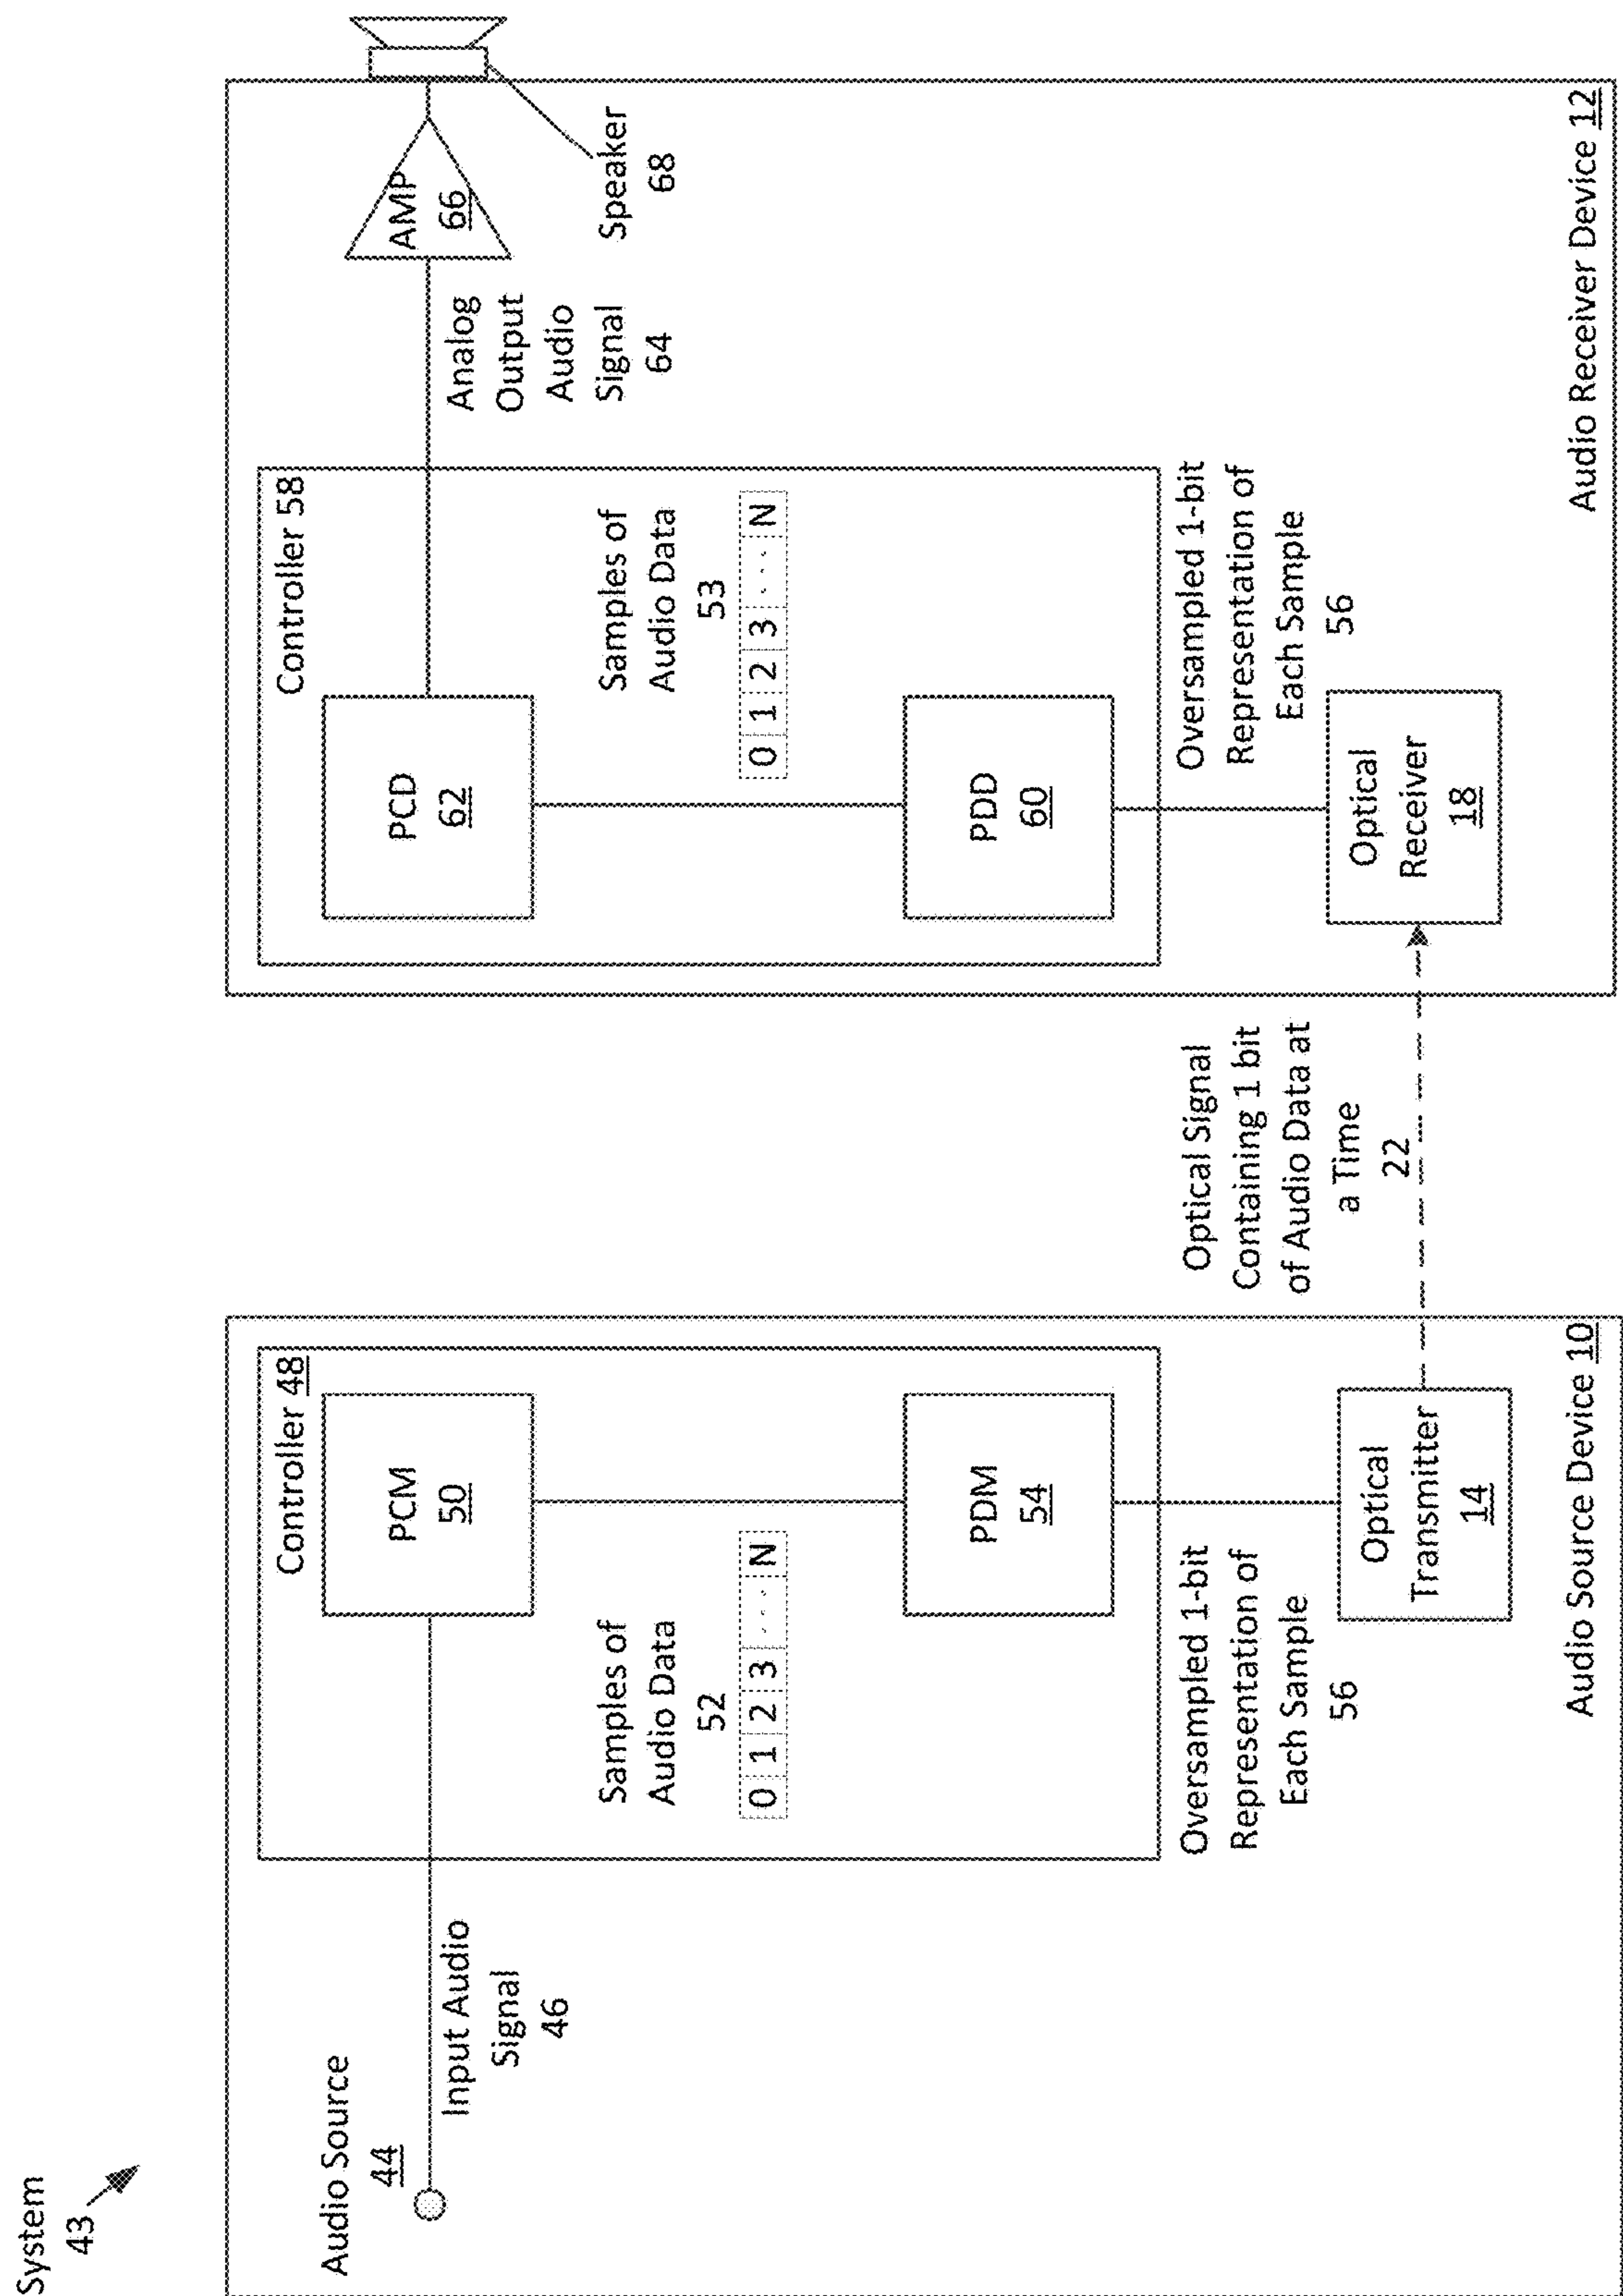 System
43
Audio Source
44
Input Audio
Signal
46
Controller 48
PCM
50
Samples of
Audio Data
52
0 1 2 3 ... N
PDM
54
Oversampled 1-bit
Representation of
Each Sample
56
Optical
Transmitter
14
Audio Source Device 10
Optical Signal
Containing 1 bit
of Audio Data at
a Time
22
Controller 58
PCD
62
Samples of
Audio Data
53
0 1 2 3 ... N
PDD
60
Oversampled 1-bit
Representation of
Each Sample
56
Optical
Receiver
18
Analog
Output
Audio
Signal
64
AMP
66
Speaker
68
Audio Receiver Device 12